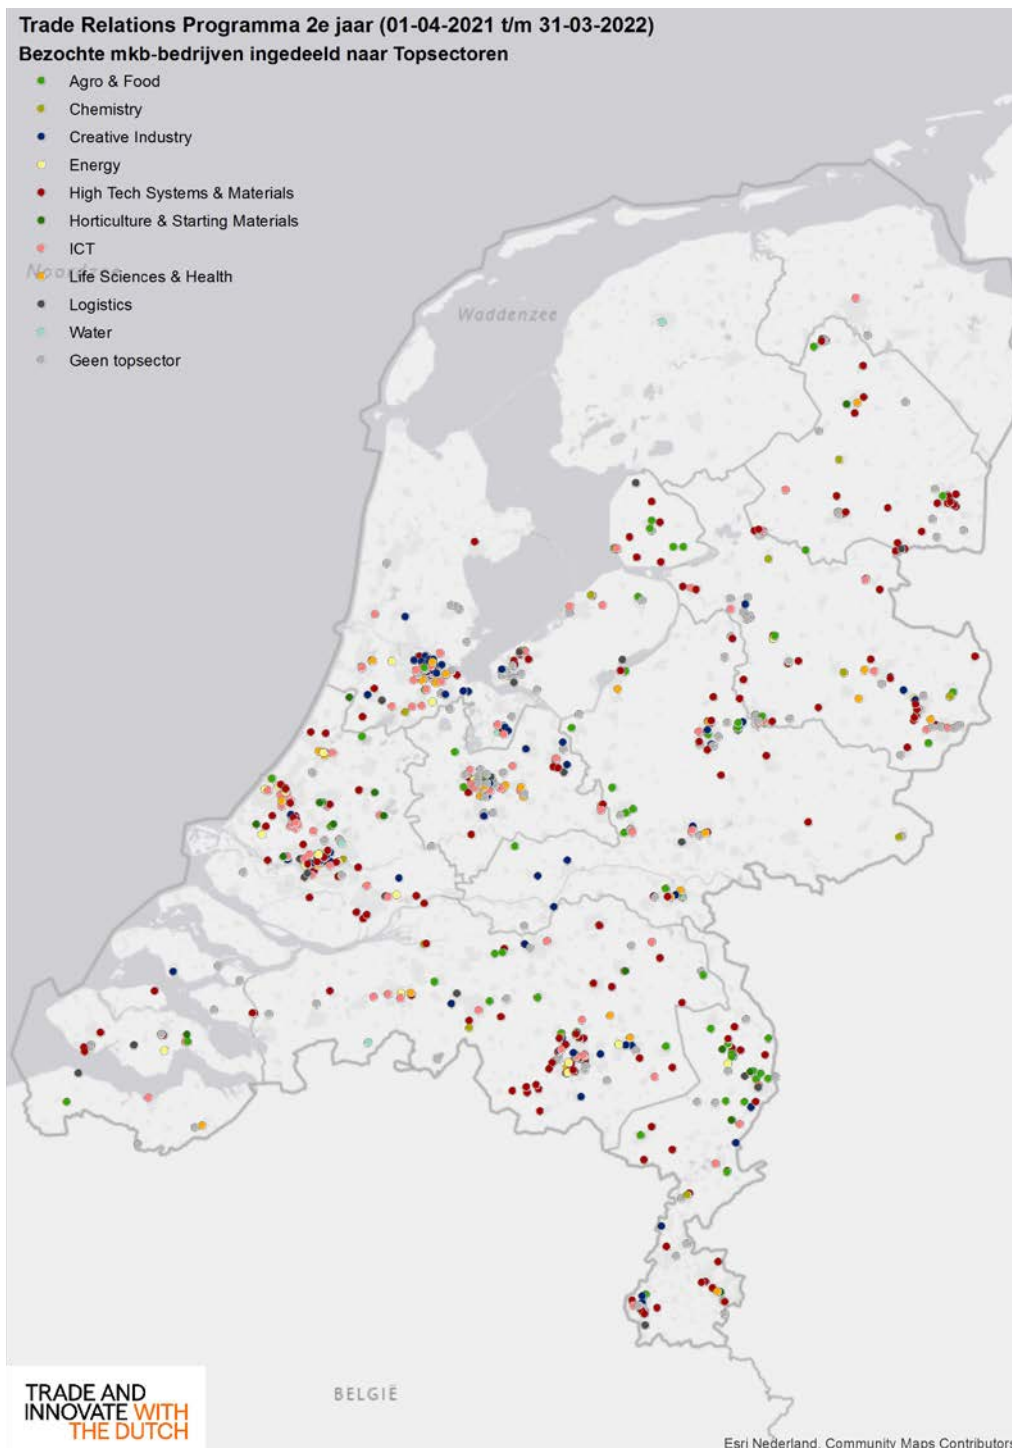 Trade Relations Programma 2e jaar (01-04-2021 t/m 31-03-2022)
Bezochte mkb-bedrijven ingedeeld naar Topsectoren
Agro & Food
Chemistry
Creative Industry
Energy
High Tech Systems & Materials
Horticulture & Starting Materials
ICT
Noordzee
Life Sciences & Health
Logistics
Waddenzee
Water
Geen topsector
TRADE AND
INNOVATE WITH
THE DUTCH
BELGIË
Esri Nederland, Community Maps Contributors